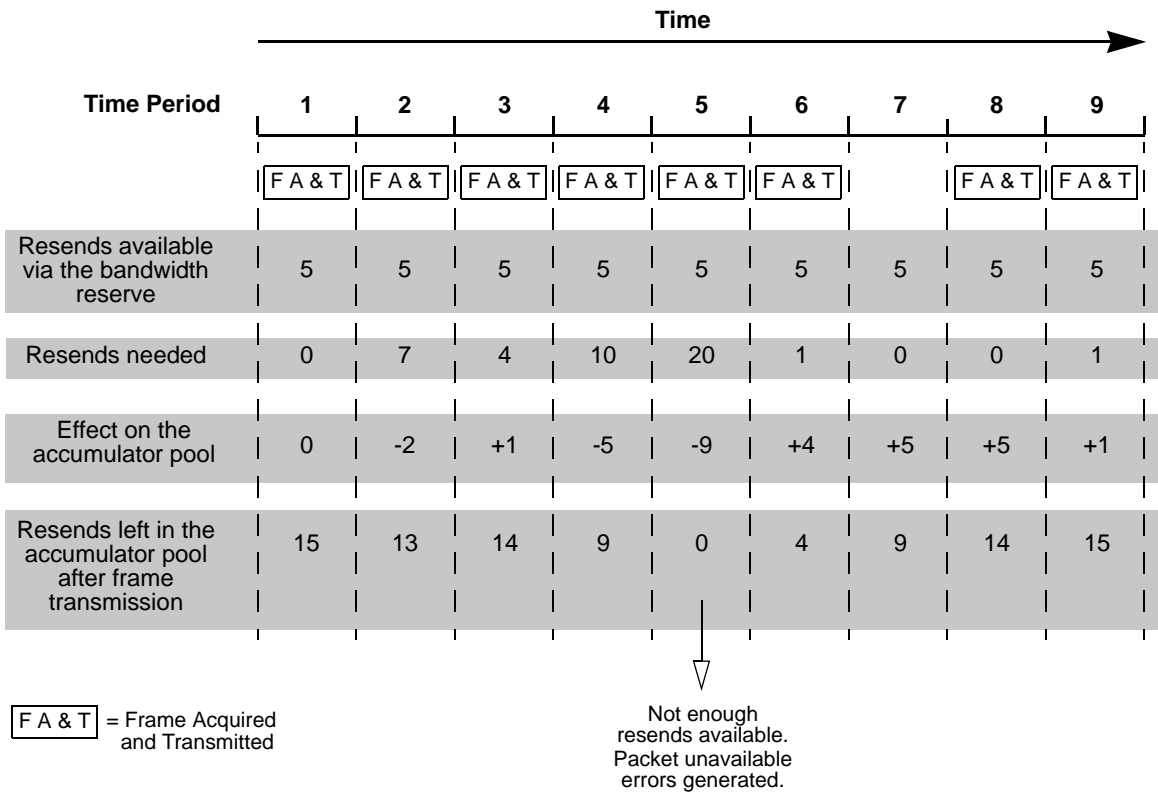 Time
Time Period 1 2 3 4 5 6 7 8 9
F A & T F A & T F A & T F A & T F A & T F A & T F A & T F A & T
Resends available
via the bandwidth
reserve
5 5 5 5 5 5 5 5 5
Resends needed 0 7 4 10 20 1 0 0 1
Effect on the
accumulator pool
0 -2 +1 -5 -9 +4 +5 +5 +1
Resends left in the
accumulator pool
after frame
transmission
15 13 14 9 0 4 9 14 15
F A & T = Frame Acquired
and Transmitted
Not enough
resends available.
Packet unavailable
errors generated.